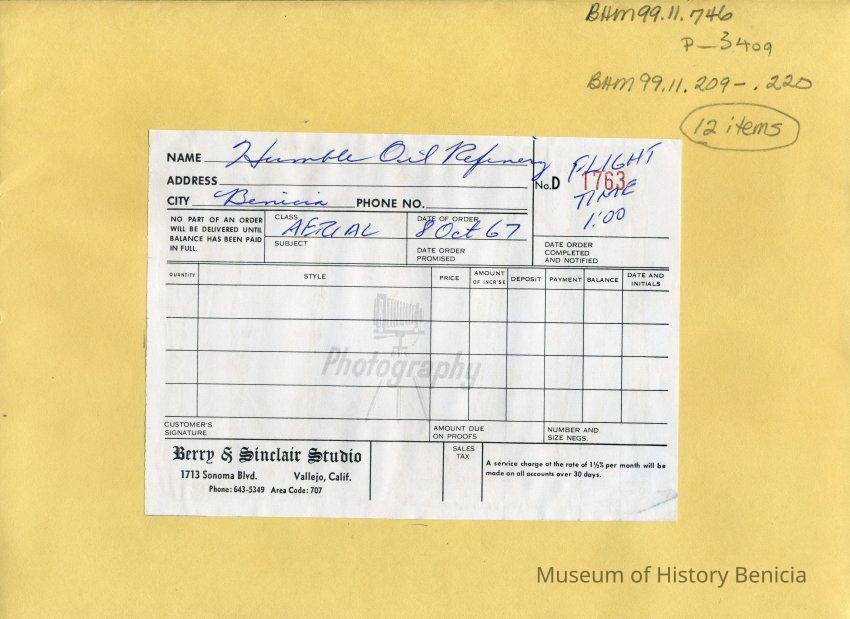 BAM99.11.746
P-3409
BAM99.11.209-.220
12 items
NAME Humble Oil Refinery
ADDRESS
CITY Benicia PHONE NO.
No. D 1763
FLIGHT
TIME
1:00
NO PART OF AN ORDER
WILL BE DELIVERED UNTIL
BALANCE HAS BEEN PAID
IN FULL.
CLASS
AERIAL
SUBJECT
DATE OF ORDER
8 Oct 67
DATE ORDER
PROMISED
DATE ORDER
COMPLETED
AND NOTIFIED
QUANTITY STYLE PRICE AMOUNT OF INCR'SE DEPOSIT PAYMENT BALANCE DATE AND INITIALS
Photography
CUSTOMER'S
SIGNATURE
AMOUNT DUE
ON PROOFS
NUMBER AND
SIZE NEGS.
Berry & Sinclair Studio
1713 Sonoma Blvd. Vallejo, Calif.
Phone: 643-5349 Area Code: 707
SALES
TAX
A service charge at the rate of 1½% per month will be
made on all accounts over 30 days.
Museum of History Benicia